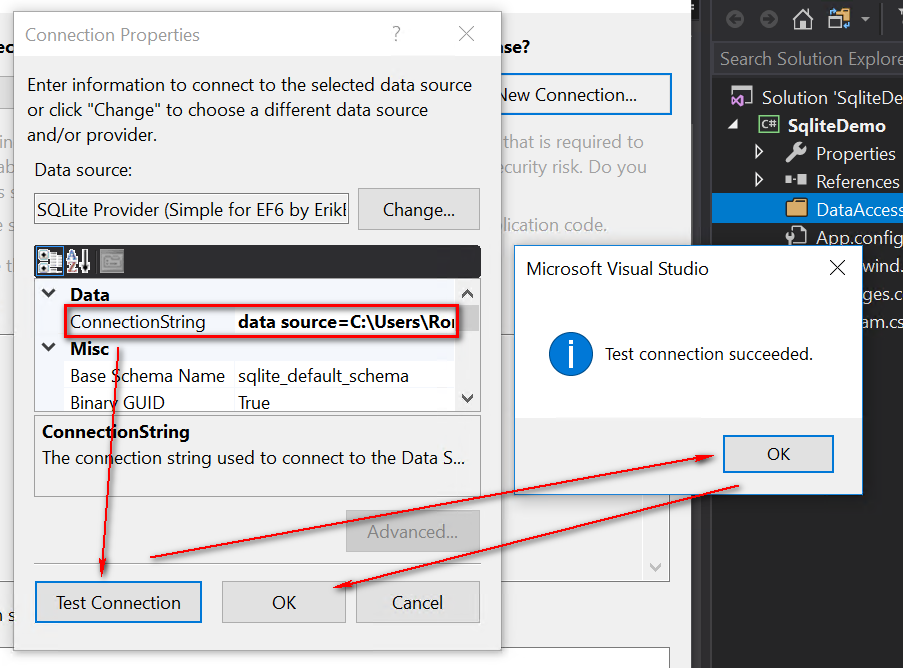 Connection Properties
?
Enter information to connect to the selected data source
or click "Change" to choose a different data source
and/or provider.
Data source:
SQLite Provider (Simple for EF6 by Erik
Change...
Data
ConnectionString data source=C:\Users\Ro
Misc
Base Schema Name sqlite_default_schema
Binary GUID True
ConnectionString
The connection string used to connect to the Data S...
Advanced...
Test Connection
OK
Cancel
se?
New Connection...
that is required to
curity risk. Do you
lication code.
Microsoft Visual Studio
Test connection succeeded.
OK
Search Solution Explore
Solution 'SqliteDe
C# SqliteDemo
Properties
References
DataAccess
App.config
wind.
ges.c
am.cs